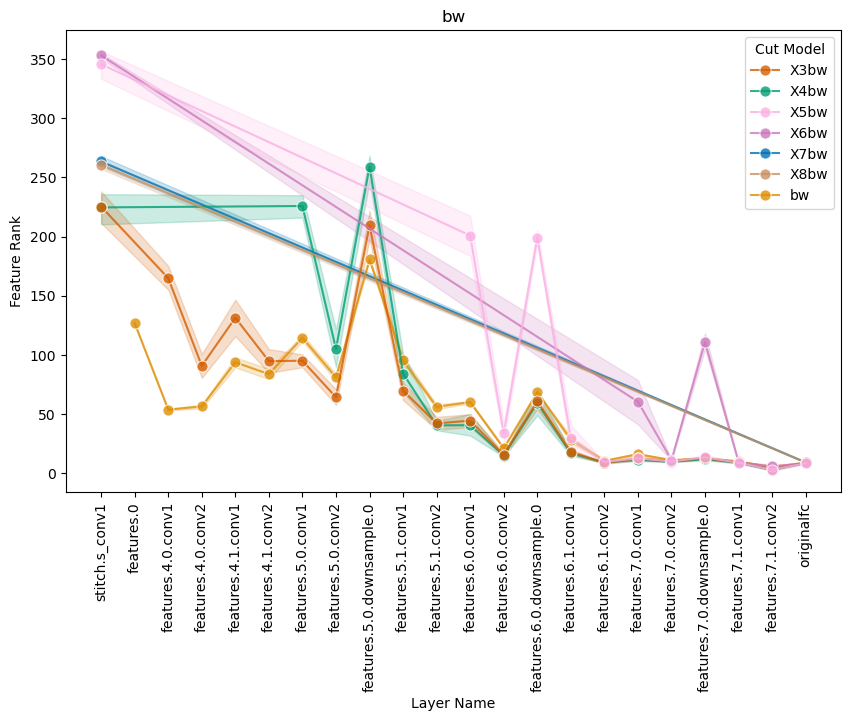 bw
Feature Rank
350
300
250
200
150
100
50
0
Cut Model
X3bw
X4bw
X5bw
X6bw
X7bw
X8bw
bw
stitch.s_conv1
features.0
features.4.0.conv1
features.4.0.conv2
features.4.1.conv1
features.4.1.conv2
features.5.0.conv1
features.5.0.conv2
features.5.0.downsample.0
features.5.1.conv1
features.5.1.conv2
features.6.0.conv1
features.6.0.conv2
features.6.0.downsample.0
features.6.1.conv1
features.6.1.conv2
features.7.0.conv1
features.7.0.conv2
features.7.0.downsample.0
features.7.1.conv1
features.7.1.conv2
originalfc
Layer Name